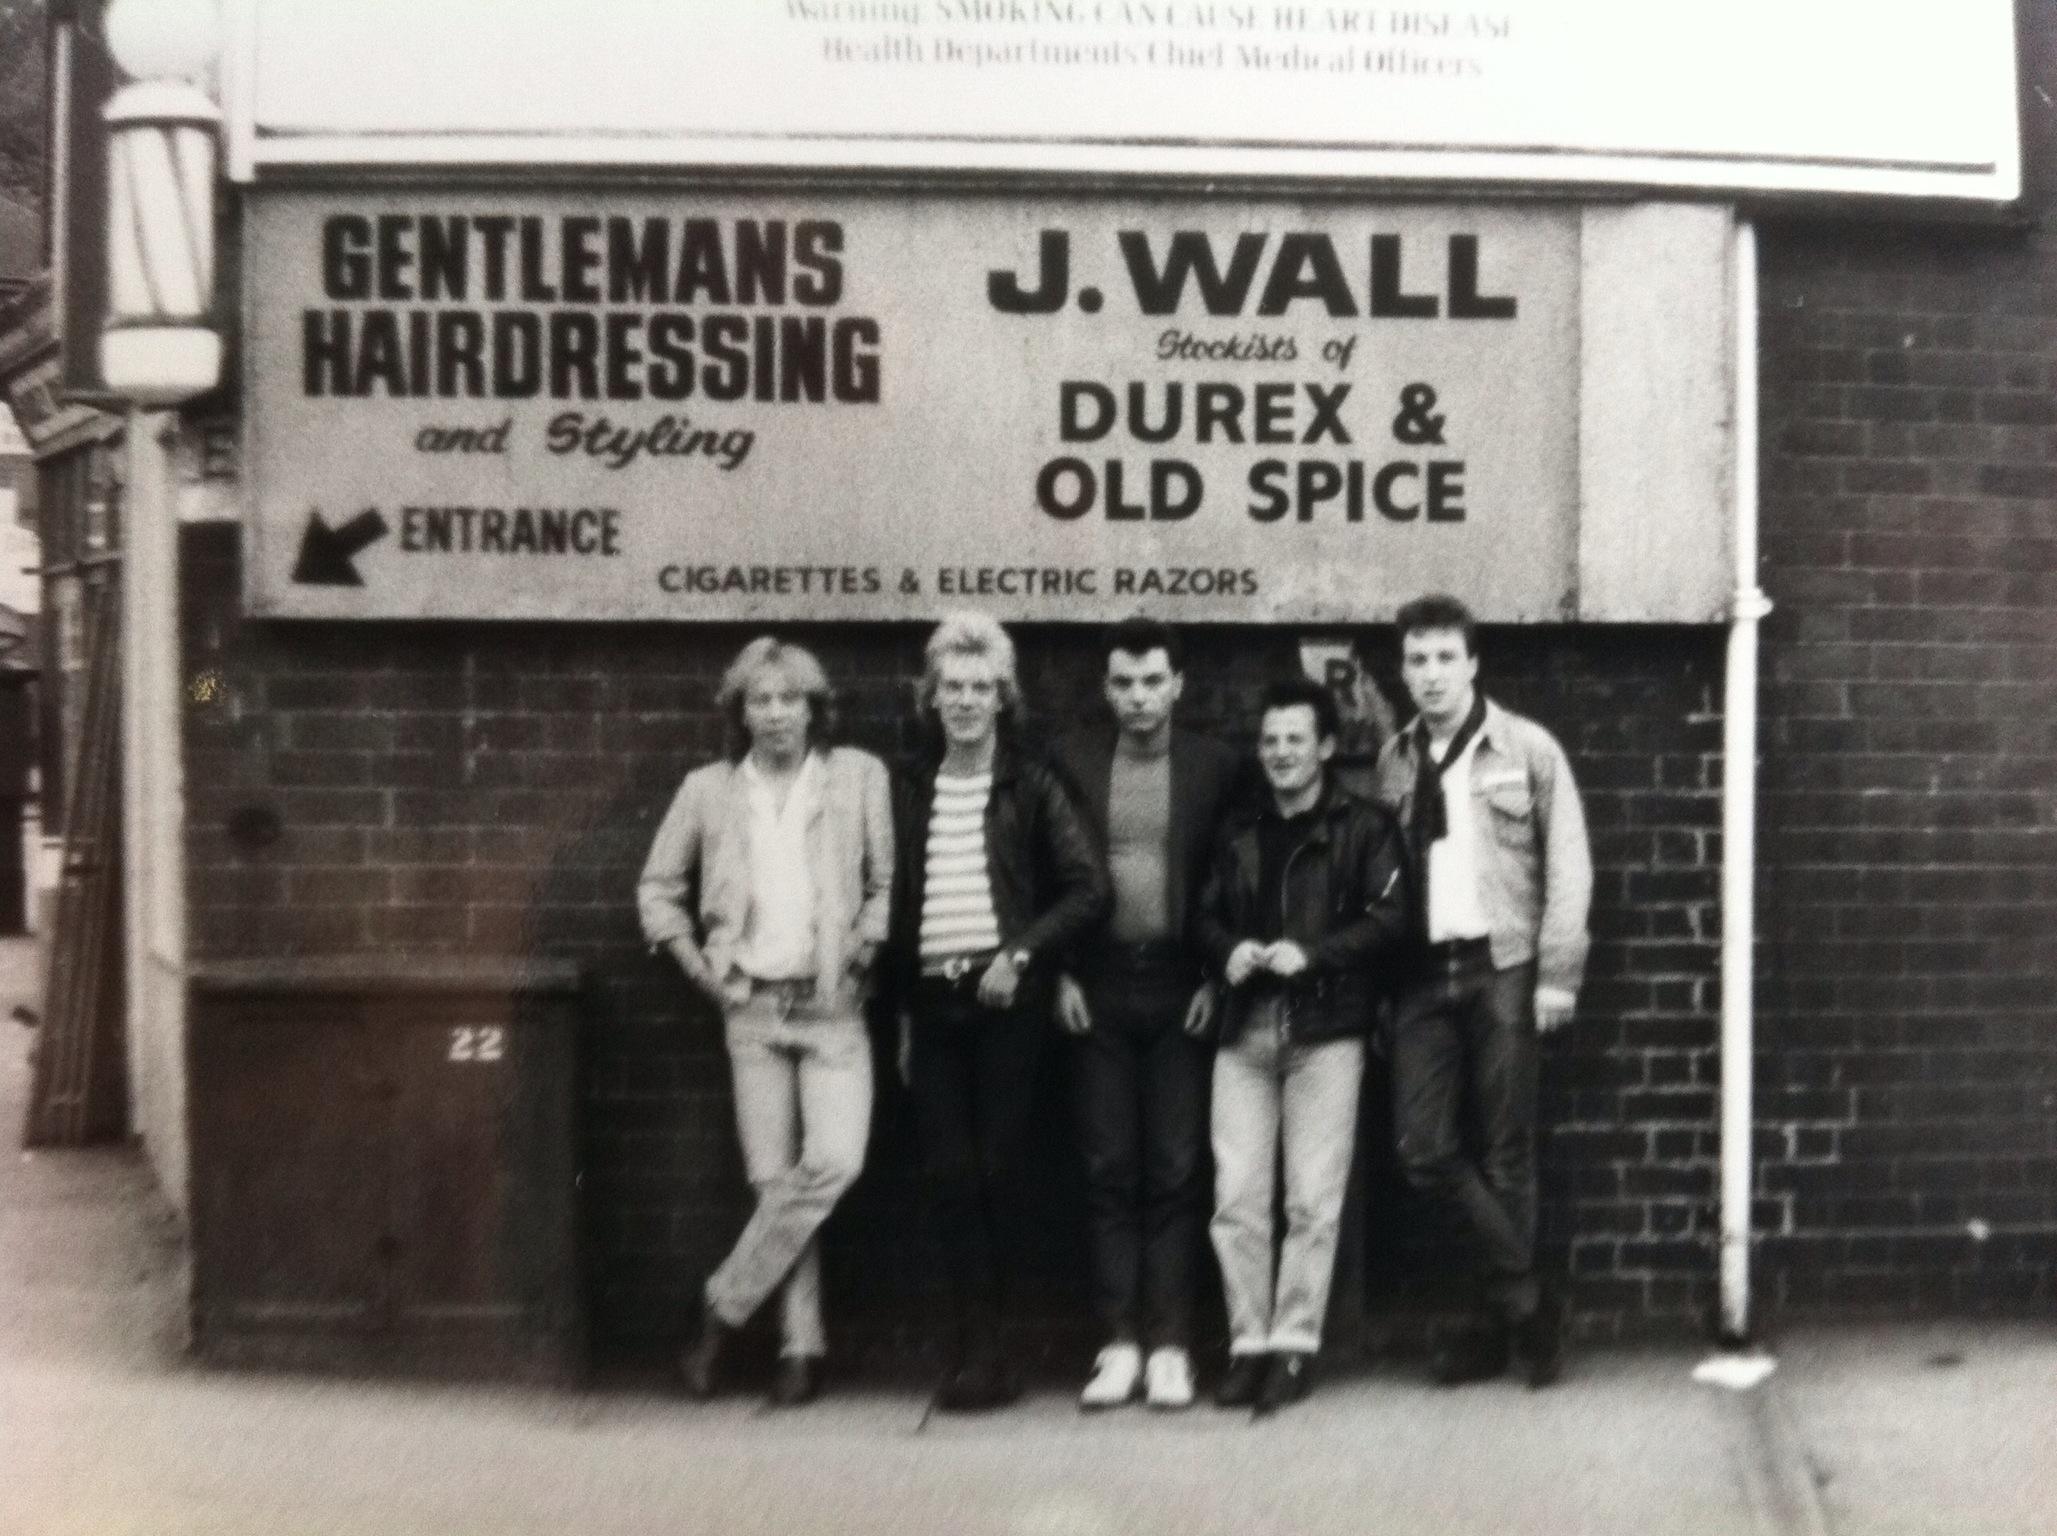 Warning: SMOKING CAN CAUSE HEART DISEASE
Health Departments' Chief Medical Officers
GENTLEMANS
HAIRDRESSING
and Styling
ENTRANCE
J. WALL
Stockists of
DUREX &
OLD SPICE
CIGARETTES & ELECTRIC RAZORS
R
22